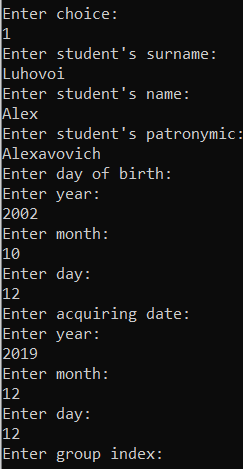 Enter choice:
1
Enter student's surname:
Luhovoi
Enter student's name:
Alex
Enter student's patronymic:
Alexavovich
Enter day of birth:
Enter year:
2002
Enter month:
10
Enter day:
12
Enter acquiring date:
Enter year:
2019
Enter month:
12
Enter day:
12
Enter group index: